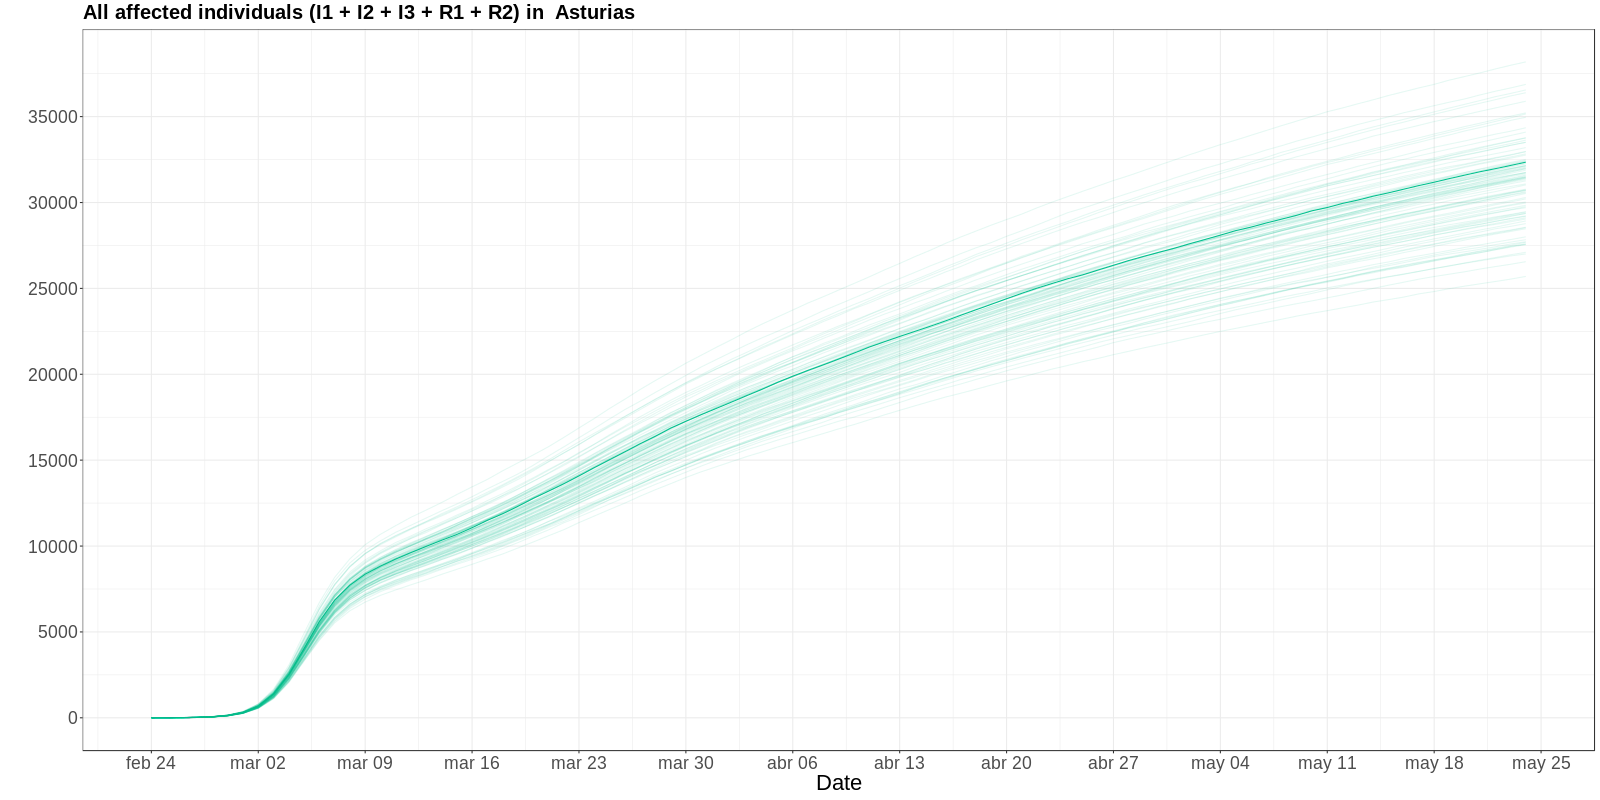 All affected individuals (I1 + I2 + I3 + R1 + R2) in  Asturias
35000
30000
25000
20000
15000
10000
5000
0
feb 24 mar 02 mar 09 mar 16 mar 23 mar 30 abr 06 abr 13 abr 20 abr 27 may 04 may 11 may 18 may 25
Date